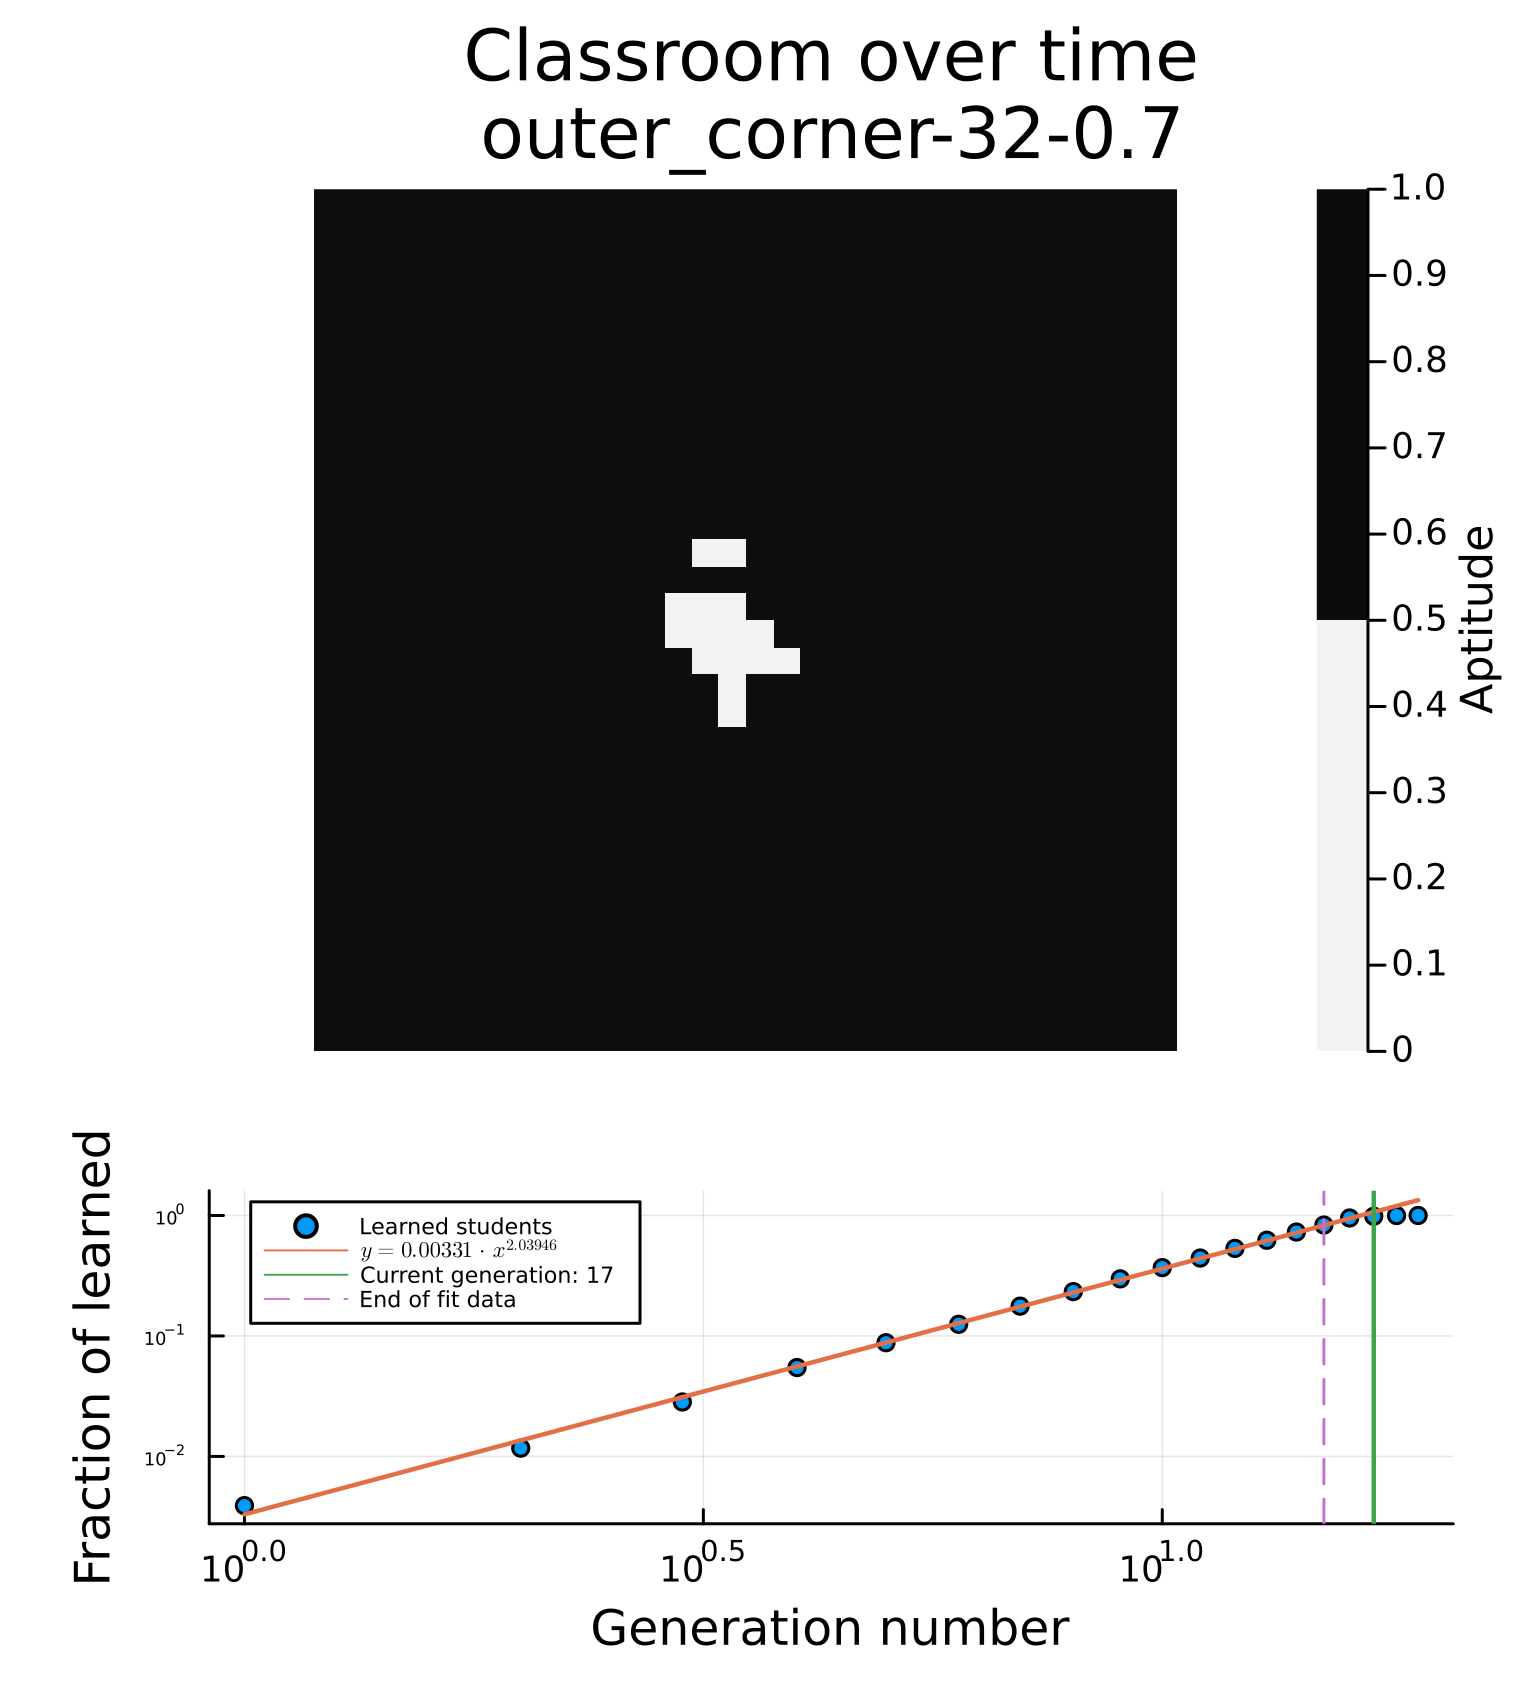 Classroom over time
outer_corner-32-0.7
1.0
0.9
0.8
0.7
0.6
0.5
0.4
0.3
0.2
0.1
0
Aptitude
Fraction of learned
10⁰
10⁻¹
10⁻²
Learned students
y = 0.00331 · x^2.03946
Current generation: 17
End of fit data
10^0.0
10^0.5
10^1.0
Generation number